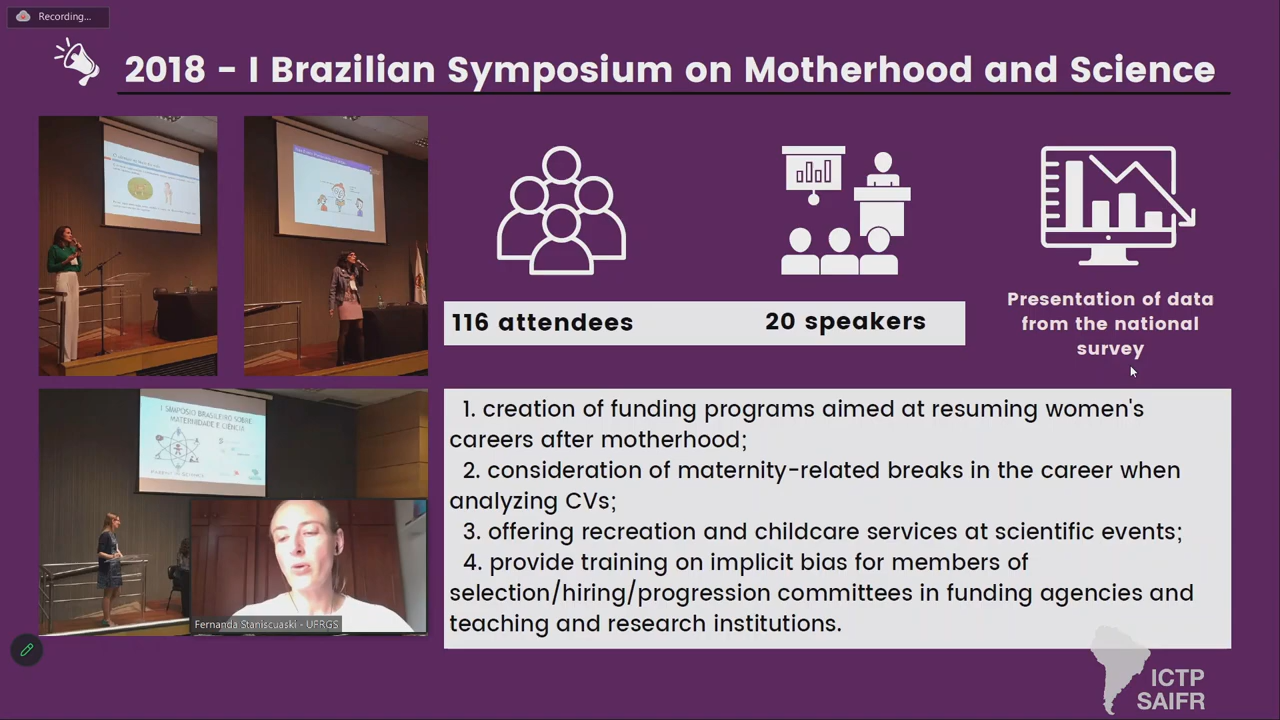 Recording...
2018 - I Brazilian Symposium on Motherhood and Science
116 attendees
20 speakers
Presentation of data
from the national
survey
I SIMPÓSIO BRASILEIRO SOBRE
MATERNIDADE E CIÊNCIA
1. creation of funding programs aimed at resuming women's
careers after motherhood;
2. consideration of maternity-related breaks in the career when
analyzing CVs;
3. offering recreation and childcare services at scientific events;
4. provide training on implicit bias for members of
selection/hiring/progression committees in funding agencies and
teaching and research institutions.
Fernanda Staniscuaski - UFRGS
ICTP
SAIFR